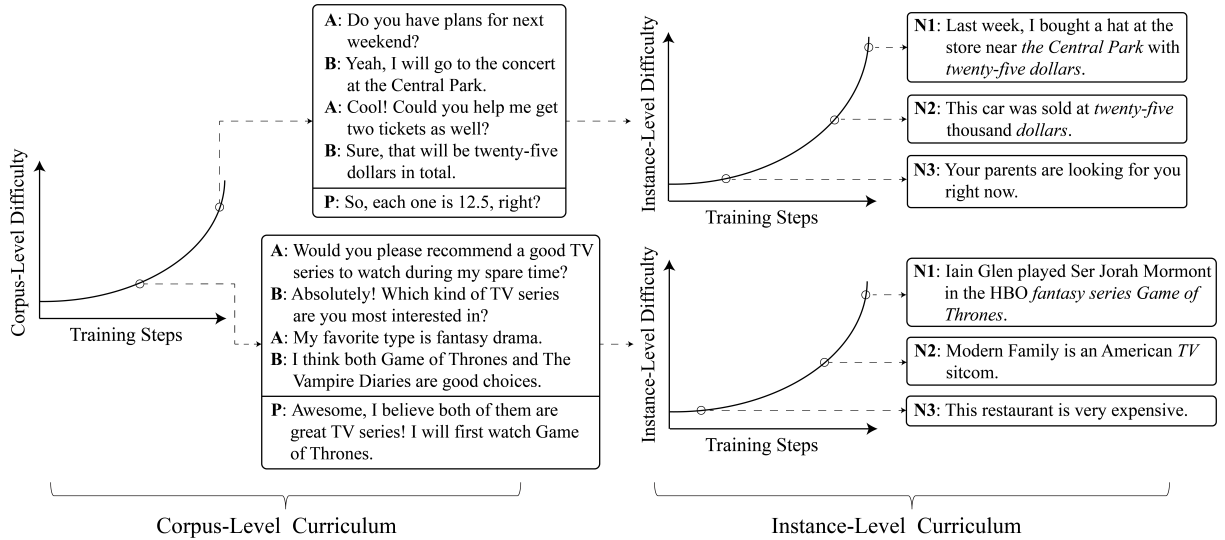 Corpus-Level Difficulty
Training Steps
A: Do you have plans for next
weekend?
B: Yeah, I will go to the concert
at the Central Park.
A: Cool! Could you help me get
two tickets as well?
B: Sure, that will be twenty-five
dollars in total.
P: So, each one is 12.5, right?
A: Would you please recommend a good TV
series to watch during my spare time?
B: Absolutely! Which kind of TV series
are you most interested in?
A: My favorite type is fantasy drama.
B: I think both Game of Thrones and The
Vampire Diaries are good choices.
P: Awesome, I believe both of them are
great TV series! I will first watch Game
of Thrones.
Instance-Level Difficulty
Training Steps
N1: Last week, I bought a hat at the
store near the Central Park with
twenty-five dollars.
N2: This car was sold at twenty-five
thousand dollars.
N3: Your parents are looking for you
right now.
Instance-Level Difficulty
Training Steps
N1: Iain Glen played Ser Jorah Mormont
in the HBO fantasy series Game of
Thrones.
N2: Modern Family is an American TV
sitcom.
N3: This restaurant is very expensive.
Corpus-Level Curriculum
Instance-Level Curriculum